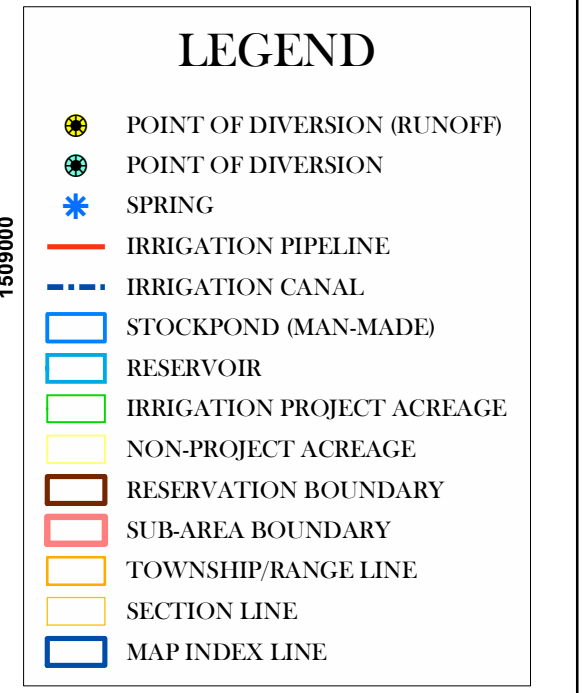 LEGEND
POINT OF DIVERSION (RUNOFF)
POINT OF DIVERSION
SPRING
IRRIGATION PIPELINE
IRRIGATION CANAL
STOCKPOND (MAN-MADE)
RESERVOIR
IRRIGATION PROJECT ACREAGE
NON-PROJECT ACREAGE
RESERVATION BOUNDARY
SUB-AREA BOUNDARY
TOWNSHIP/RANGE LINE
SECTION LINE
MAP INDEX LINE
1509000